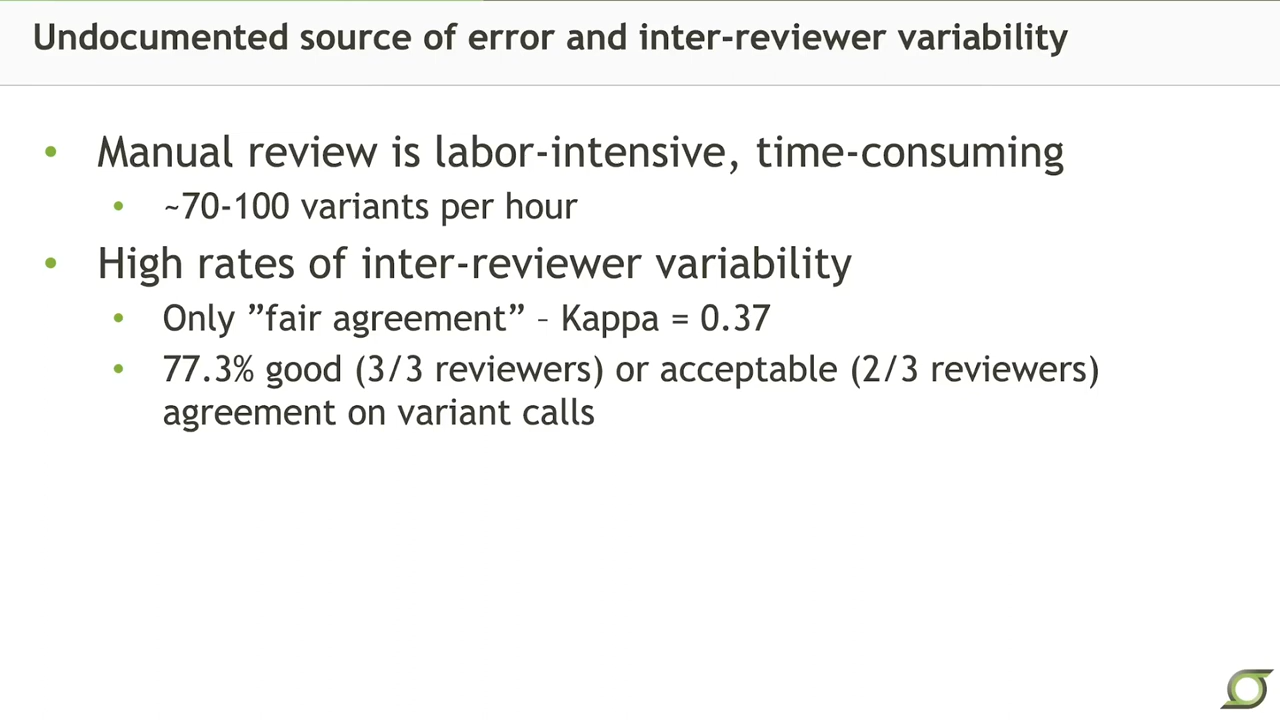 Undocumented source of error and inter-reviewer variability
• Manual review is labor-intensive, time-consuming
• ~70-100 variants per hour
• High rates of inter-reviewer variability
• Only ”fair agreement” – Kappa = 0.37
• 77.3% good (3/3 reviewers) or acceptable (2/3 reviewers)
agreement on variant calls